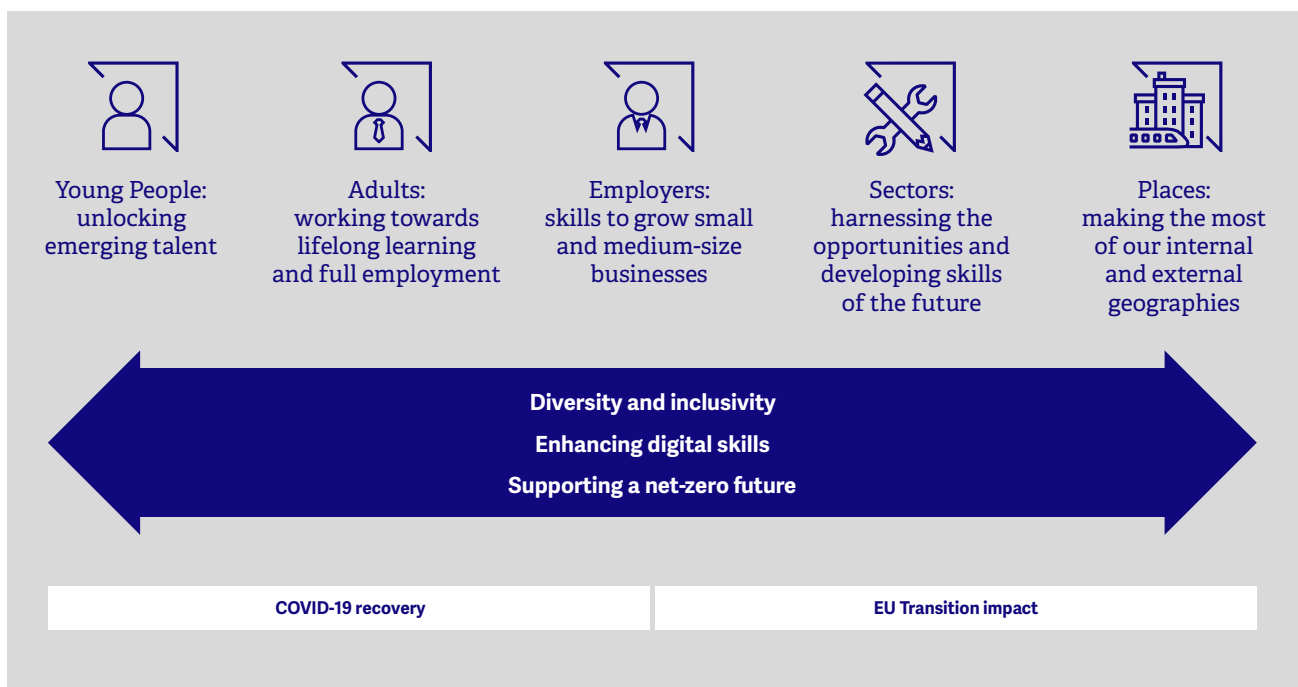 Young People:
unlocking
emerging talent
Adults:
working towards
lifelong learning
and full employment
Employers:
skills to grow small
and medium-size
businesses
Sectors:
harnessing the
opportunities and
developing skills
of the future
Places:
making the most
of our internal
and external
geographies
Diversity and inclusivity
Enhancing digital skills
Supporting a net-zero future
COVID-19 recovery
EU Transition impact